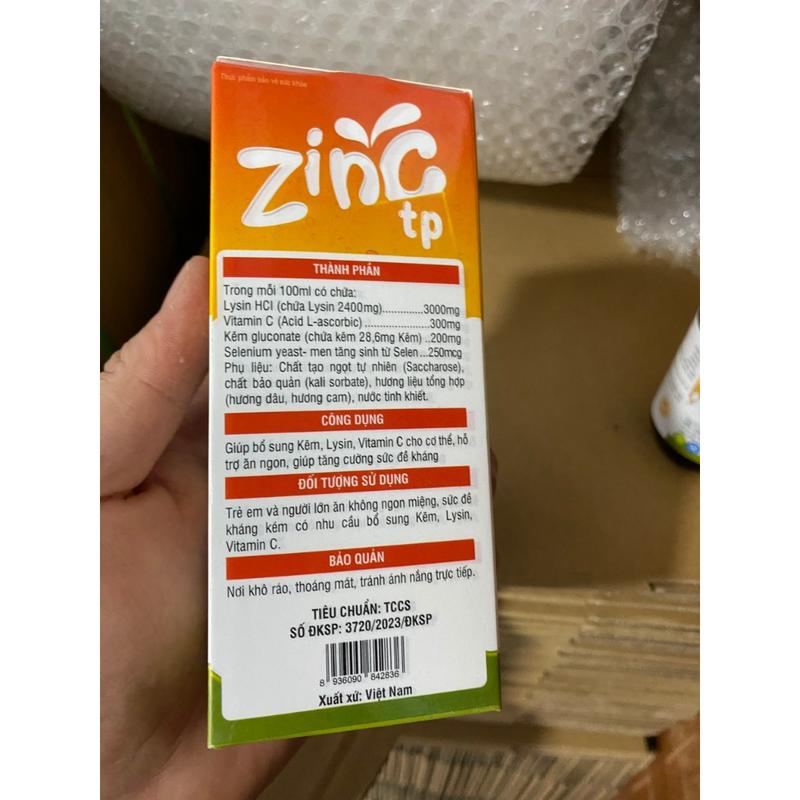 Thực phẩm bảo vệ sức khỏe
Zinc
tp
THÀNH PHẦN
Trong mỗi 100ml có chứa:
Lysin HCl (chứa Lysin 2400mg).............3000mg
Vitamin C (Acid L-ascorbic) ...................300mg
Kẽm gluconate (chứa kẽm 28,6mg Kẽm) ..200mg
Selenium yeast- men tăng sinh từ Selen ...250mcg
Phụ liệu: Chất tạo ngọt tự nhiên (Saccharose),
chất bảo quản (kali sorbate), hương liệu tổng hợp
(hương dâu, hương cam), nước tinh khiết.
CÔNG DỤNG
Giúp bổ sung Kẽm, Lysin, Vitamin C cho cơ thể, hỗ
trợ ăn ngon, giúp tăng cường sức đề kháng
ĐỐI TƯỢNG SỬ DỤNG
Trẻ em và người lớn ăn không ngon miệng, sức đề
kháng kém có nhu cầu bổ sung Kẽm, Lysin,
Vitamin C.
BẢO QUẢN
Nơi khô ráo, thoáng mát, tránh ánh nắng trực tiếp.
TIÊU CHUẨN: TCCS
SỐ ĐKSP: 3720/2023/ĐKSP
8 936090 842836
Xuất xứ: Việt Nam